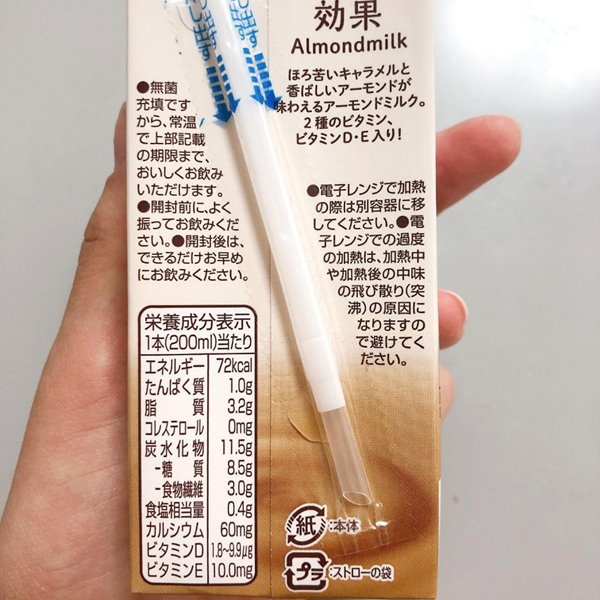 効果
Almondmilk
ほろ苦いキャラメルと
香ばしいアーモンドが
味わえるアーモンドミルク。
2種のビタミン、
ビタミンD・E入り!
●無菌
充填です
から、常温
で上部記載
の期限まで、
おいしくお飲み
いただけます。
●開封前に、よく
振ってお飲みくだ
さい。●開封後は、
できるだけお早め
にお飲みください。
●電子レンジで加熱
の際は別容器に移
してください。●電
子レンジでの過度
の加熱は、加熱中
や加熱後の中味
の飛び散り(突
沸)の原因に
なりますの
で避けてく
ださい。
栄養成分表示
1本(200ml)当たり
エネルギー 72kcal
たんぱく質 1.0g
脂質 3.2g
コレステロール 0mg
炭水化物 11.5g
-糖質 8.5g
-食物繊維 3.0g
食塩相当量 0.4g
カルシウム 60mg
ビタミンD 1.8~9.9μg
ビタミンE 10.0mg
紙 :本体
プラ :ストローの袋